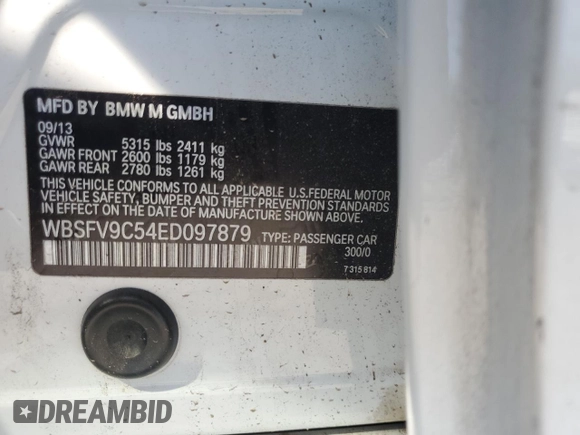 MFD BY BMW M GMBH
09/13
GVWR 5315 lbs 2411 kg
GAWR FRONT 2600 lbs 1179 kg
GAWR REAR 2780 lbs 1261 kg
THIS VEHICLE CONFORMS TO ALL APPLICABLE U.S.FEDERAL MOTOR
VEHICLE SAFETY, BUMPER AND THEFT PREVENTION STANDARDS
IN EFFECT ON THE DATE OF MANUFACTURE SHOWN ABOVE.
WBSFV9C54ED097879 TYPE: PASSENGER CAR
300/0
7 315 814
DREAMBID